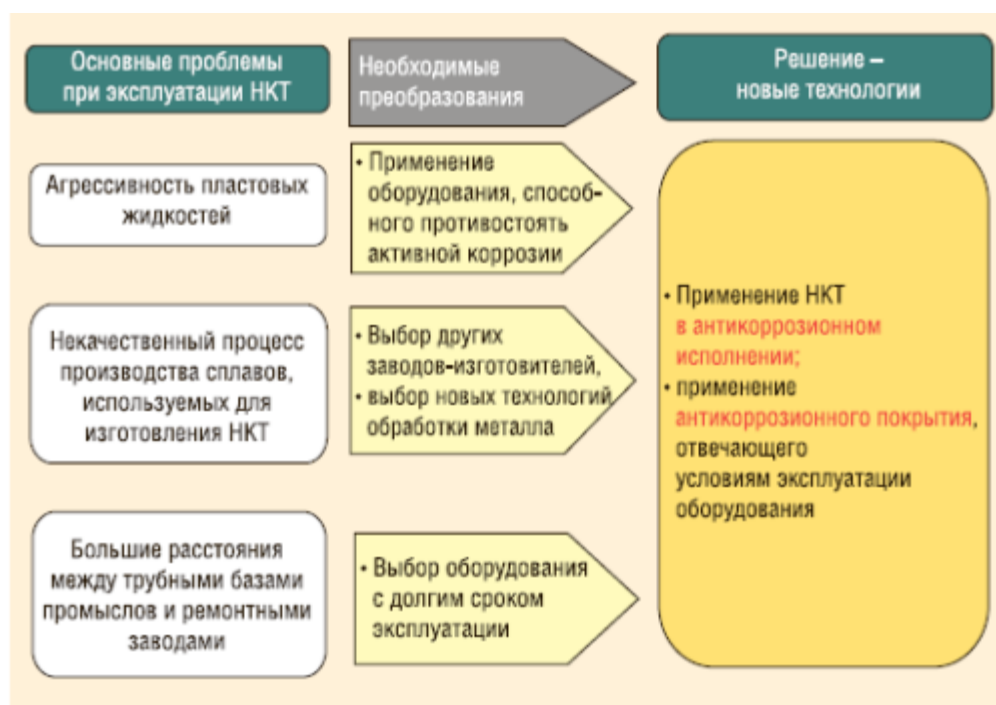 Основные проблемы
при эксплуатации НКТ
Необходимые
преобразования
Решение –
новые технологии
Агрессивность пластовых
жидкостей
• Применение
оборудования, способ-
ного противостоять
активной коррозии
Некачественный процесс
производства сплавов,
используемых для
изготовления НКТ
• Выбор других
заводов-изготовителей,
• выбор новых технологий
обработки металла
Большие расстояния
между трубными базами
промыслов и ремонтными
заводами
• Выбор оборудования
с долгим сроком
эксплуатации
• Применение НКТ
в антикоррозионном
исполнении;
• применение
антикоррозионного покрытия,
отвечающего
условиям эксплуатации
оборудования